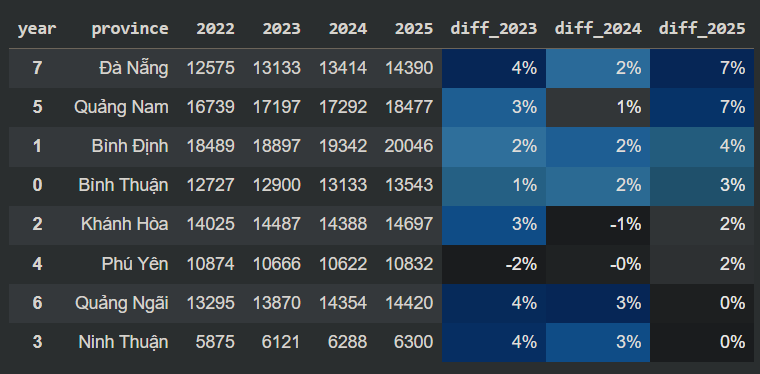 year province 2022 2023 2024 2025 diff_2023 diff_2024 diff_2025
7 Đà Nẵng 12575 13133 13414 14390 4% 2% 7%
5 Quảng Nam 16739 17197 17292 18477 3% 1% 7%
1 Bình Định 18489 18897 19342 20046 2% 2% 4%
0 Bình Thuận 12727 12900 13133 13543 1% 2% 3%
2 Khánh Hòa 14025 14487 14388 14697 3% -1% 2%
4 Phú Yên 10874 10666 10622 10832 -2% -0% 2%
6 Quảng Ngãi 13295 13870 14354 14420 4% 3% 0%
3 Ninh Thuận 5875 6121 6288 6300 4% 3% 0%